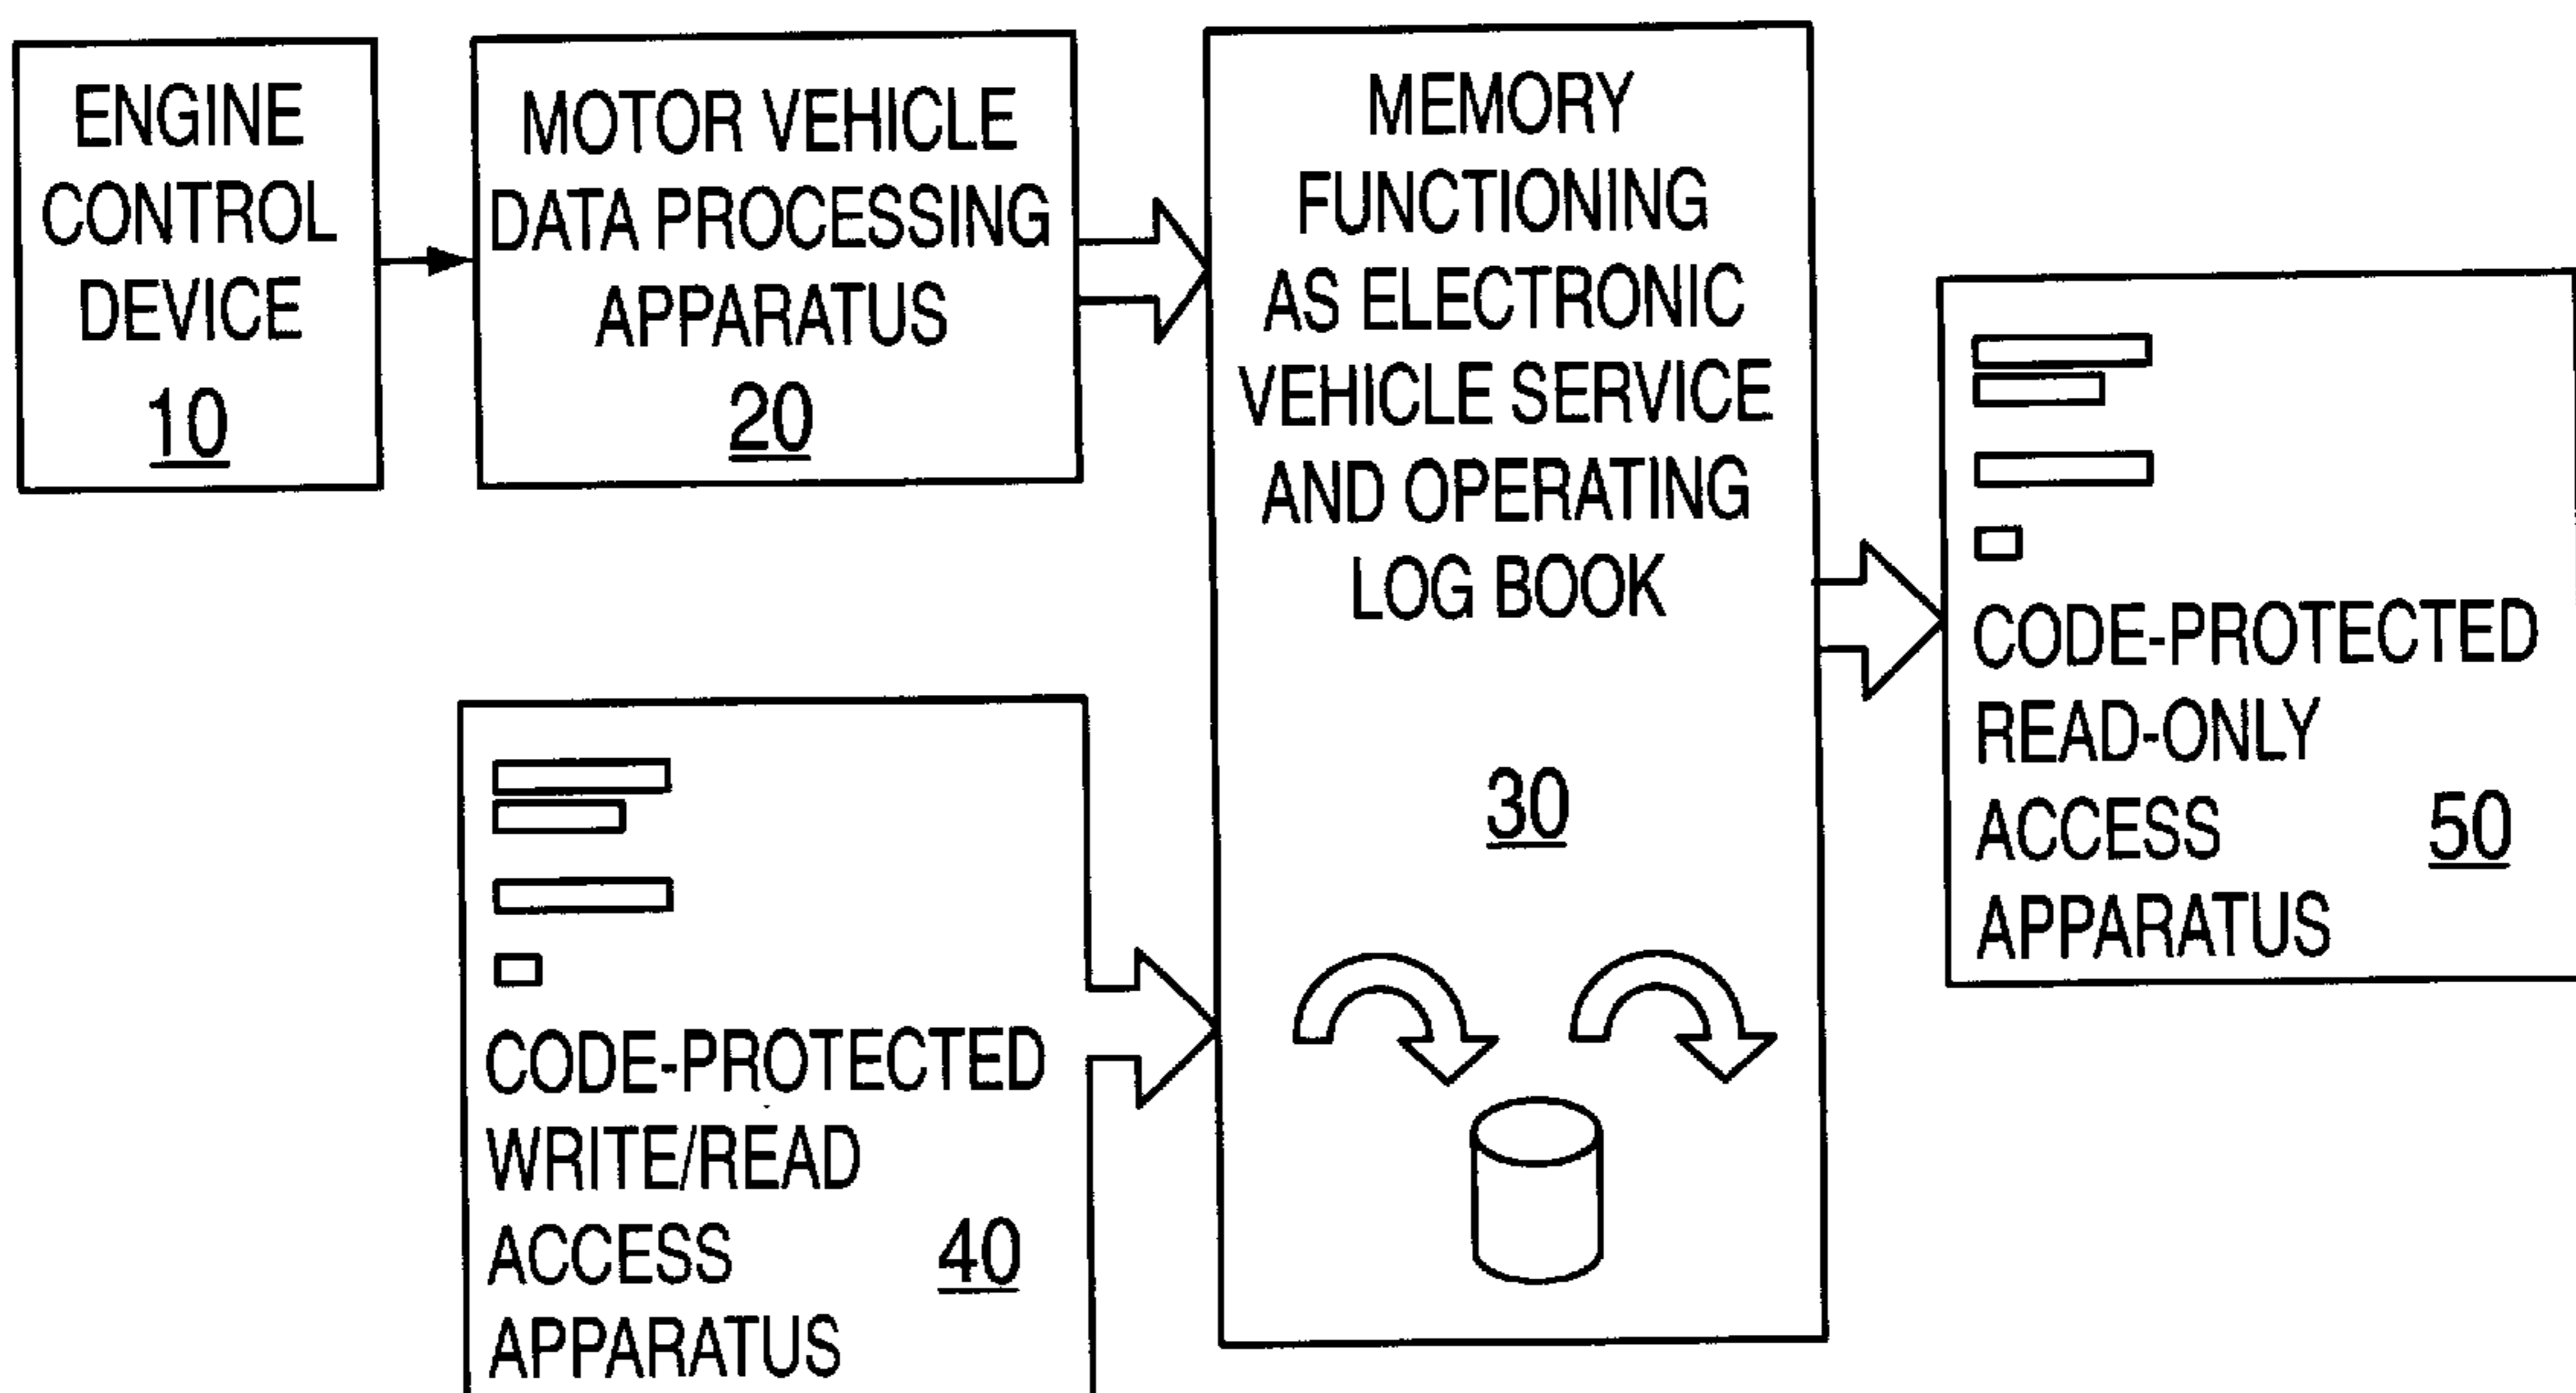 ENGINE
CONTROL
DEVICE
10
MOTOR VEHICLE
DATA PROCESSING
APPARATUS
20
MEMORY
FUNCTIONING
AS ELECTRONIC
VEHICLE SERVICE
AND OPERATING
LOG BOOK
30
CODE-PROTECTED
WRITE/READ
ACCESS 40
APPARATUS
CODE-PROTECTED
READ-ONLY
ACCESS 50
APPARATUS